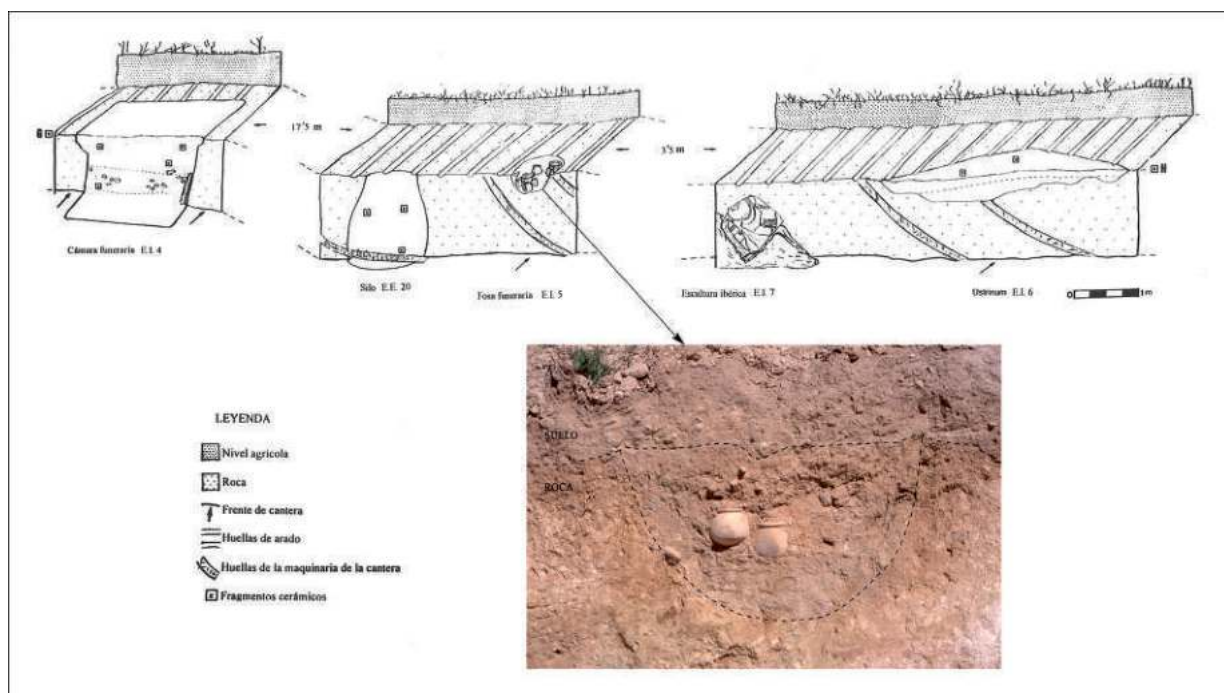 17'5 m
3'5 m
Cámara funeraria E.I. 4
Silo E.E. 20
Fosa funeraria E.I. 5
Escultura ibérica E.I. 7
Ustrinum E.I. 6
0 1m
SUELO
ROCA
LEYENDA
Nivel agrícola
Roca
Frente de cantera
Huellas de arado
Huellas de la maquinaria de la cantera
Fragmentos cerámicos